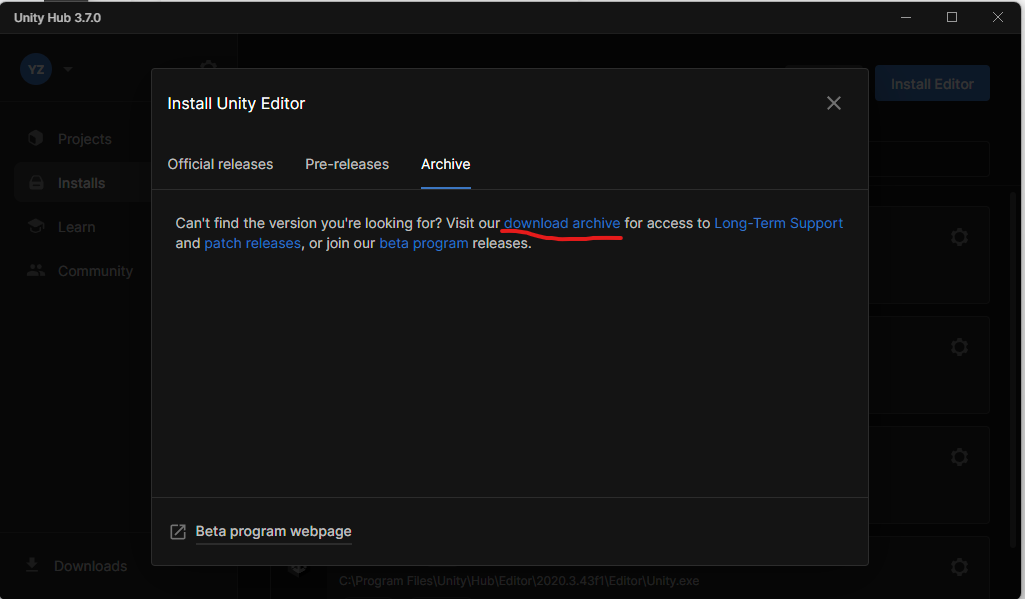 Unity Hub 3.7.0
YZ
Install Editor
Projects
Installs
Learn
Community
Downloads
Install Unity Editor
Official releases Pre-releases Archive
Can't find the version you're looking for? Visit our download archive for access to Long-Term Support
and patch releases, or join our beta program releases.
Beta program webpage
C:\Program Files\Unity\Hub\Editor\2020.3.43f1\Editor\Unity.exe